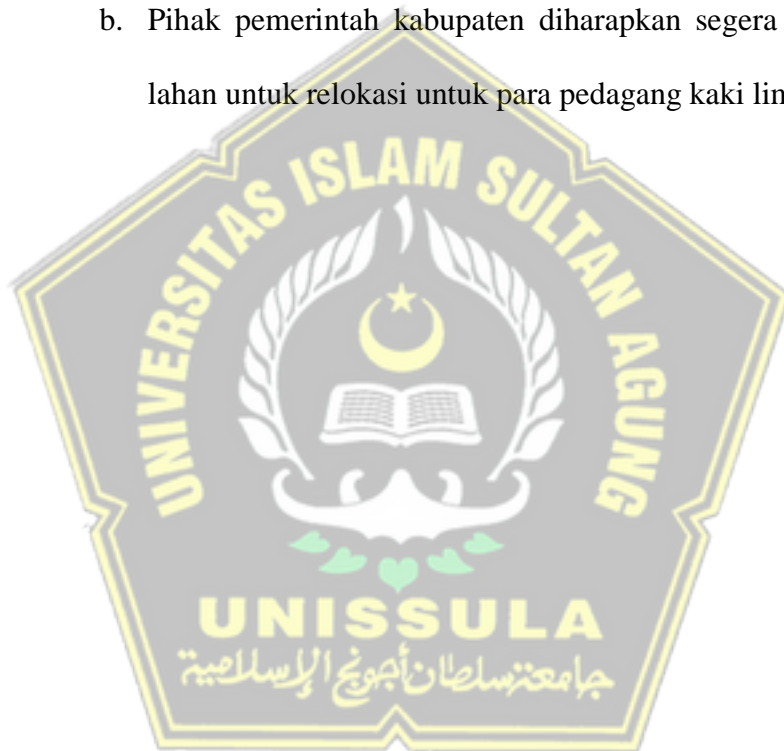 b. Pihak pemerintah kabupaten diharapkan segera
lahan untuk relokasi untuk para pedagang kaki lin
UNIVERSITAS ISLAM SULTAN AGUNG
UNISSULA
جامعة سلطان أجونج الإسلامية